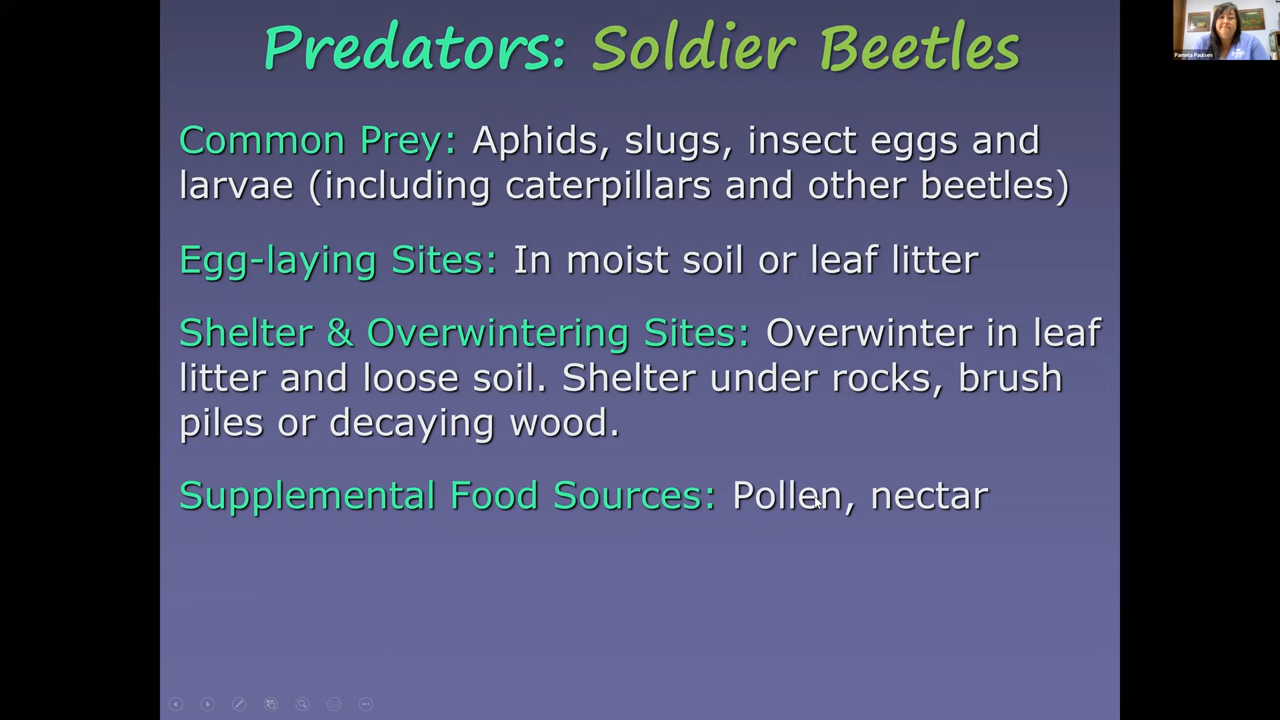 Predators: Soldier Beetles
Common Prey: Aphids, slugs, insect eggs and
larvae (including caterpillars and other beetles)
Egg-laying Sites: In moist soil or leaf litter
Shelter & Overwintering Sites: Overwinter in leaf
litter and loose soil. Shelter under rocks, brush
piles or decaying wood.
Supplemental Food Sources: Pollen, nectar
Pamela Paulsen